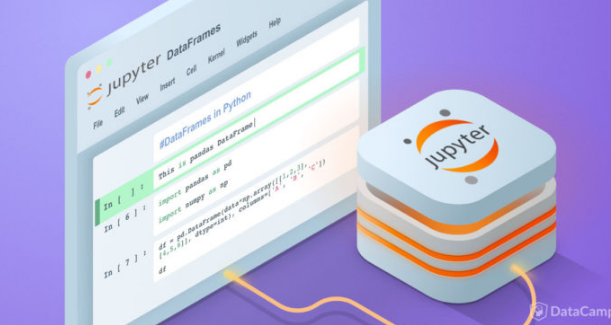 Jupyter DataFrames
File Edit View Insert Cell Kernel Widgets Help
#DataFrames in Python
In [ ] : This is pandas DataFrame
In [ 6 ] : import pandas as pd
import numpy as np
In [ 7 ] : df = pd.DataFrame(data=np.array([[1,2,3],
[4,5,6]], dtype=int), columns=['A', 'B', 'C'])
df
Jupyter
DataCamp